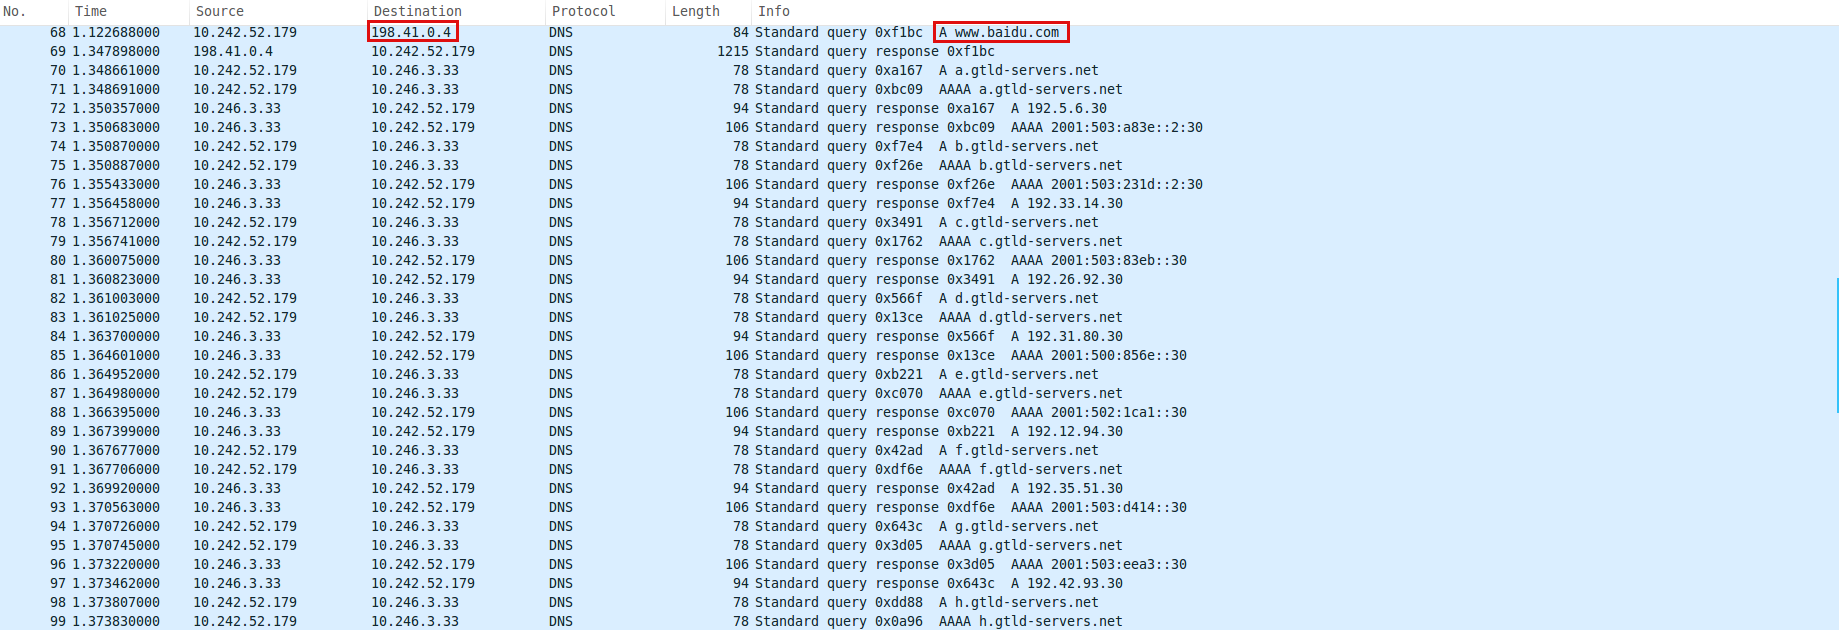 No. Time Source Destination Protocol Length Info
68 1.122688000 10.242.52.179 198.41.0.4 DNS 84 Standard query 0xf1bc A www.baidu.com
69 1.347898000 198.41.0.4 10.242.52.179 DNS 1215 Standard query response 0xf1bc
70 1.348661000 10.242.52.179 10.246.3.33 DNS 78 Standard query 0xa167 A a.gtld-servers.net
71 1.348691000 10.242.52.179 10.246.3.33 DNS 78 Standard query 0xbc09 AAAA a.gtld-servers.net
72 1.350357000 10.246.3.33 10.242.52.179 DNS 94 Standard query response 0xa167 A 192.5.6.30
73 1.350683000 10.246.3.33 10.242.52.179 DNS 106 Standard query response 0xbc09 AAAA 2001:503:a83e::2:30
74 1.350870000 10.242.52.179 10.246.3.33 DNS 78 Standard query 0xf7e4 A b.gtld-servers.net
75 1.350887000 10.242.52.179 10.246.3.33 DNS 78 Standard query 0xf26e AAAA b.gtld-servers.net
76 1.355433000 10.246.3.33 10.242.52.179 DNS 106 Standard query response 0xf26e AAAA 2001:503:231d::2:30
77 1.356458000 10.246.3.33 10.242.52.179 DNS 94 Standard query response 0xf7e4 A 192.33.14.30
78 1.356712000 10.242.52.179 10.246.3.33 DNS 78 Standard query 0x3491 A c.gtld-servers.net
79 1.356741000 10.242.52.179 10.246.3.33 DNS 78 Standard query 0x1762 AAAA c.gtld-servers.net
80 1.360075000 10.246.3.33 10.242.52.179 DNS 106 Standard query response 0x1762 AAAA 2001:503:83eb::30
81 1.360823000 10.246.3.33 10.242.52.179 DNS 94 Standard query response 0x3491 A 192.26.92.30
82 1.361003000 10.242.52.179 10.246.3.33 DNS 78 Standard query 0x566f A d.gtld-servers.net
83 1.361025000 10.242.52.179 10.246.3.33 DNS 78 Standard query 0x13ce AAAA d.gtld-servers.net
84 1.363700000 10.246.3.33 10.242.52.179 DNS 94 Standard query response 0x566f A 192.31.80.30
85 1.364601000 10.246.3.33 10.242.52.179 DNS 106 Standard query response 0x13ce AAAA 2001:500:856e::30
86 1.364952000 10.242.52.179 10.246.3.33 DNS 78 Standard query 0xb221 A e.gtld-servers.net
87 1.364980000 10.242.52.179 10.246.3.33 DNS 78 Standard query 0xc070 AAAA e.gtld-servers.net
88 1.366395000 10.246.3.33 10.242.52.179 DNS 106 Standard query response 0xc070 AAAA 2001:502:1ca1::30
89 1.367399000 10.246.3.33 10.242.52.179 DNS 94 Standard query response 0xb221 A 192.12.94.30
90 1.367677000 10.242.52.179 10.246.3.33 DNS 78 Standard query 0x42ad A f.gtld-servers.net
91 1.367706000 10.242.52.179 10.246.3.33 DNS 78 Standard query 0xdf6e AAAA f.gtld-servers.net
92 1.369920000 10.246.3.33 10.242.52.179 DNS 94 Standard query response 0x42ad A 192.35.51.30
93 1.370563000 10.246.3.33 10.242.52.179 DNS 106 Standard query response 0xdf6e AAAA 2001:503:d414::30
94 1.370726000 10.242.52.179 10.246.3.33 DNS 78 Standard query 0x643c A g.gtld-servers.net
95 1.370745000 10.242.52.179 10.246.3.33 DNS 78 Standard query 0x3d05 AAAA g.gtld-servers.net
96 1.373220000 10.246.3.33 10.242.52.179 DNS 106 Standard query response 0x3d05 AAAA 2001:503:eea3::30
97 1.373462000 10.246.3.33 10.242.52.179 DNS 94 Standard query response 0x643c A 192.42.93.30
98 1.373807000 10.242.52.179 10.246.3.33 DNS 78 Standard query 0xdd88 A h.gtld-servers.net
99 1.373830000 10.242.52.179 10.246.3.33 DNS 78 Standard query 0x0a96 AAAA h.gtld-servers.net